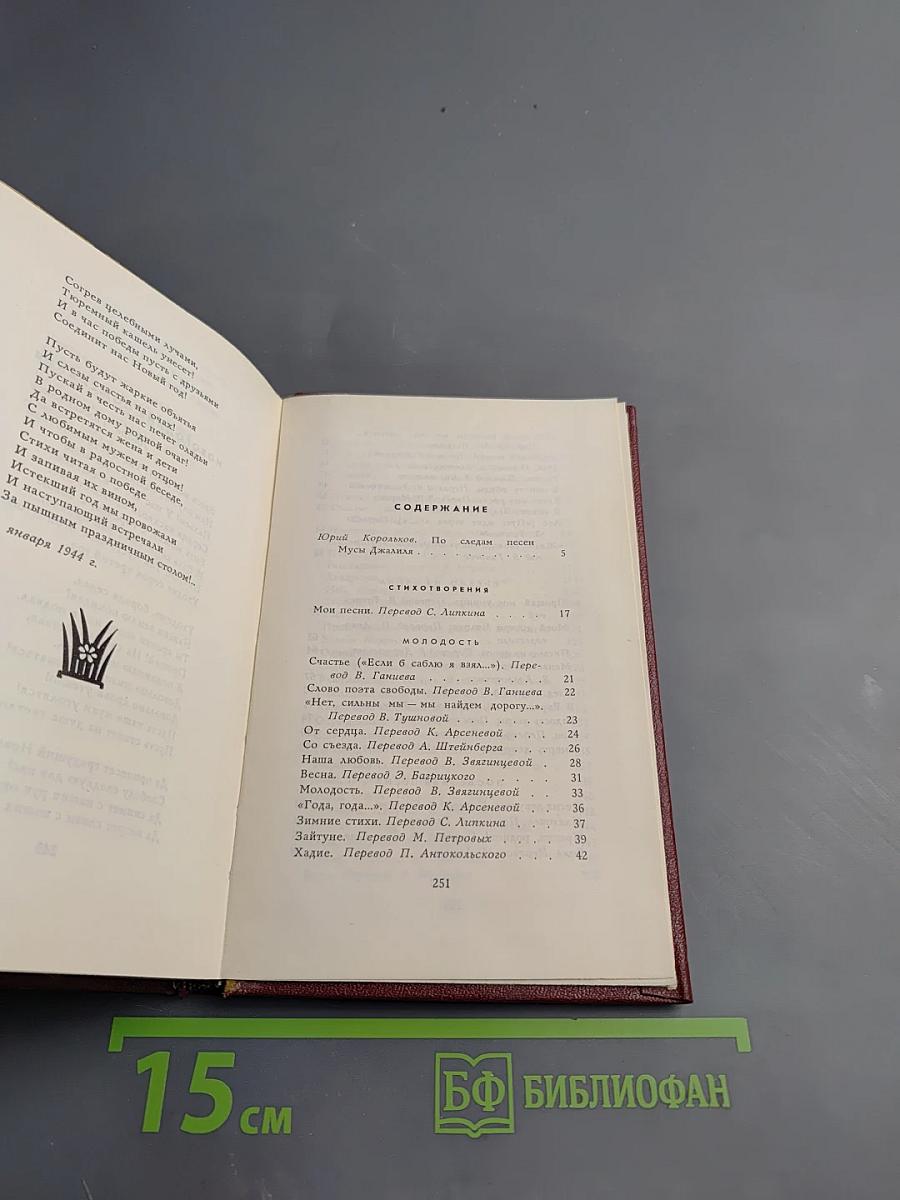 Согрев целебными лучами,
Тюремный кашель унесет!
И в час победы пусть с друзьями
Соединит нас Новый год!
Пусть будут жаркие объятья
И слезы счастья на очах!
Пускай в честь нас печет оладьи
В родном дому родной очаг!
Да встретятся жена и дети
С любимым мужем и отцом!
И чтобы в радостной беседе,
Стихи читая о победе
И запивая их вином,
Истекший год мы провожали
И наступающий встречали
За пышным праздничным столом!..
января 1944 г.
СОДЕРЖАНИЕ
Юрий Корольков. По следам песен
Мусы Джалиля . . . . . . . . . . 5
СТИХОТВОРЕНИЯ
Мои песни. Перевод С. Липкина . . . . 17
МОЛОДОСТЬ
Счастье («Если б саблю я взял...»). Пере-
вод В. Ганиева . . . . . . . . . 21
Слово поэта свободы. Перевод В. Ганиева 22
«Нет, сильны мы — мы найдем дорогу...».
Перевод В. Тушновой . . . . . . . 23
От сердца. Перевод К. Арсеневой . . . 24
Со съезда. Перевод А. Штейнберга . . . 26
Наша любовь. Перевод В. Звягинцевой . 28
Весна. Перевод Э. Багрицкого . . . . . 31
Молодость. Перевод В. Звягинцевой . . 33
«Года, года...». Перевод К. Арсеневой . 36
Зимние стихи. Перевод С. Липкина . . . 37
Зайтуне. Перевод М. Петровых . . . . 39
Хадие. Перевод П. Антокольского . . . . 42
251
15 см
БФ БИБЛИОФАН